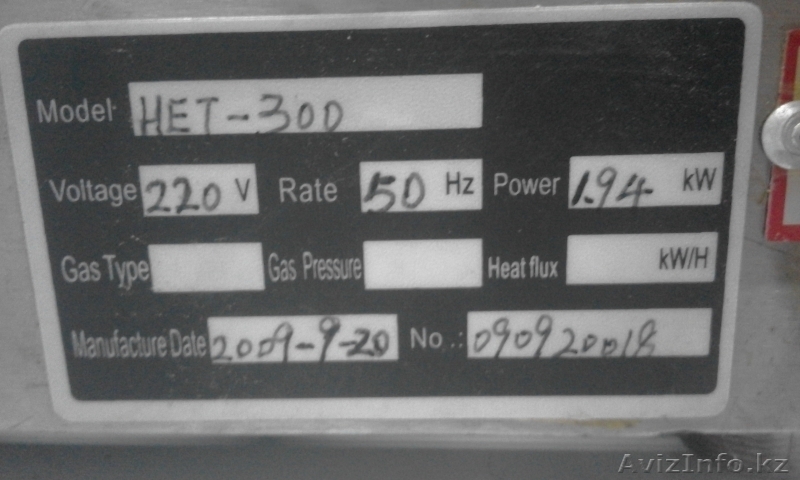 Model HET-300
Voltage 220 V Rate 50 Hz Power 1.94 kW
Gas Type Gas Pressure Heat flux kW/H
Manufacture Date 2009-9-20 No.: 090920018
AvizInfo.kz